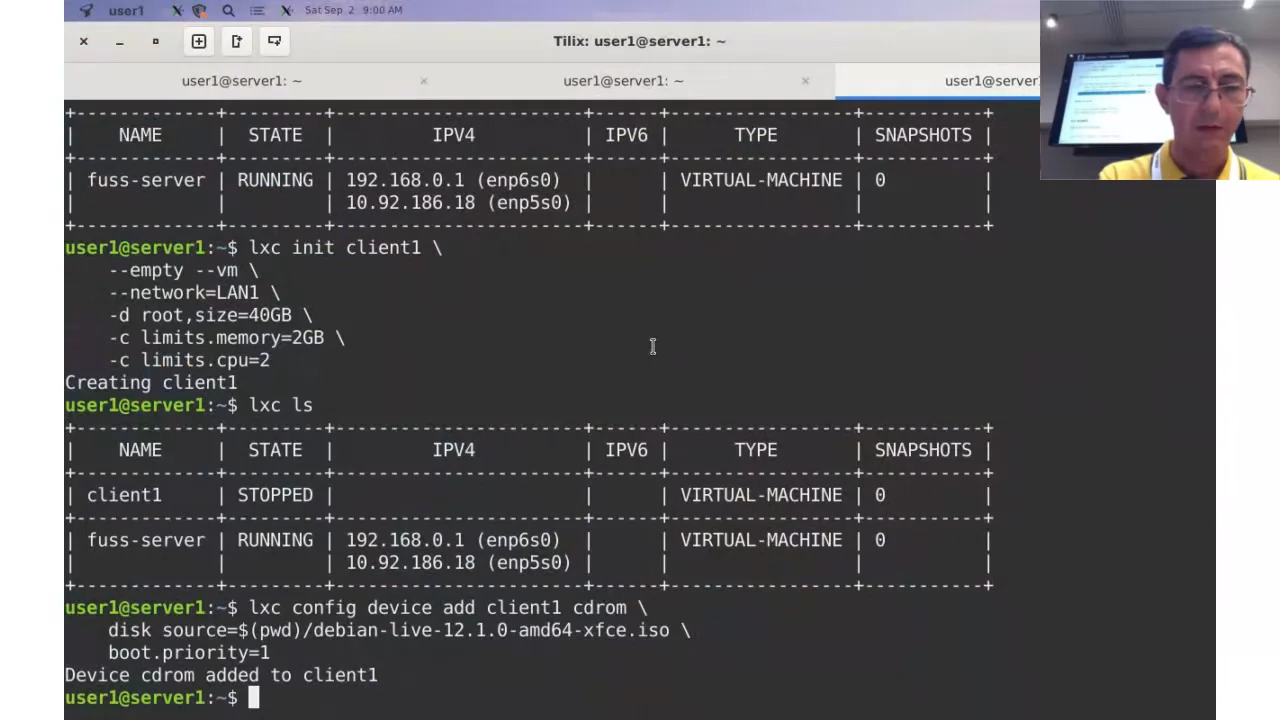 user1
Sat Sep 2 9:00 AM
Tilix: user1@server1: ~
user1@server1: ~ × user1@server1: ~ × user1@server1
+--------------+---------+------------------------+------+-----------------+-----------+
| NAME | STATE | IPV4 | IPV6 | TYPE | SNAPSHOTS |
+--------------+---------+------------------------+------+-----------------+-----------+
| fuss-server | RUNNING | 192.168.0.1 (enp6s0) | | VIRTUAL-MACHINE | 0 |
| | | 10.92.186.18 (enp5s0) | | | |
+--------------+---------+------------------------+------+-----------------+-----------+
user1@server1:~$ lxc init client1 \
--empty --vm \
--network=LAN1 \
-d root,size=40GB \
-c limits.memory=2GB \
-c limits.cpu=2
Creating client1
user1@server1:~$ lxc ls
+--------------+---------+------------------------+------+-----------------+-----------+
| NAME | STATE | IPV4 | IPV6 | TYPE | SNAPSHOTS |
+--------------+---------+------------------------+------+-----------------+-----------+
| client1 | STOPPED | | | VIRTUAL-MACHINE | 0 |
+--------------+---------+------------------------+------+-----------------+-----------+
| fuss-server | RUNNING | 192.168.0.1 (enp6s0) | | VIRTUAL-MACHINE | 0 |
| | | 10.92.186.18 (enp5s0) | | | |
+--------------+---------+------------------------+------+-----------------+-----------+
user1@server1:~$ lxc config device add client1 cdrom \
disk source=$(pwd)/debian-live-12.1.0-amd64-xfce.iso \
boot.priority=1
Device cdrom added to client1
user1@server1:~$